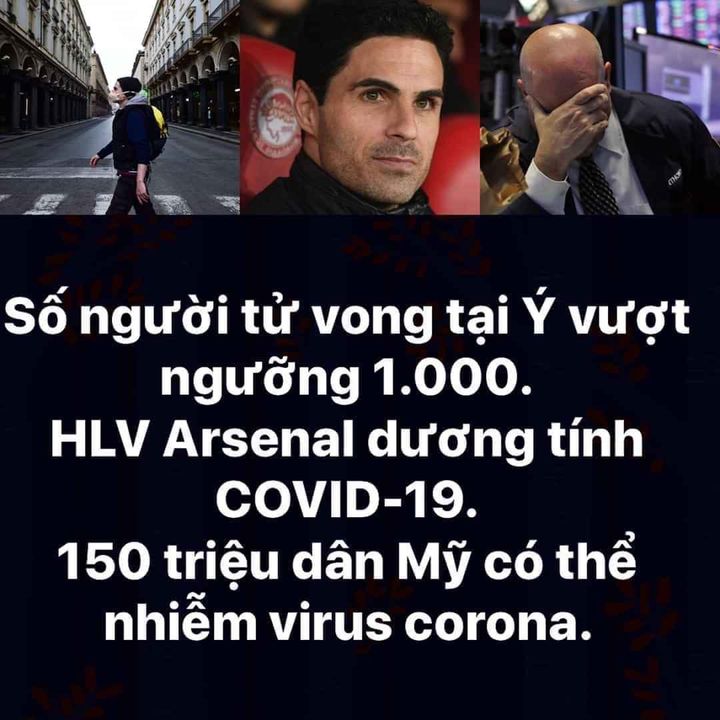 Số người tử vong tại Ý vượt
ngưỡng 1.000.
HLV Arsenal dương tính
COVID-19.
150 triệu dân Mỹ có thể
nhiễm virus corona.